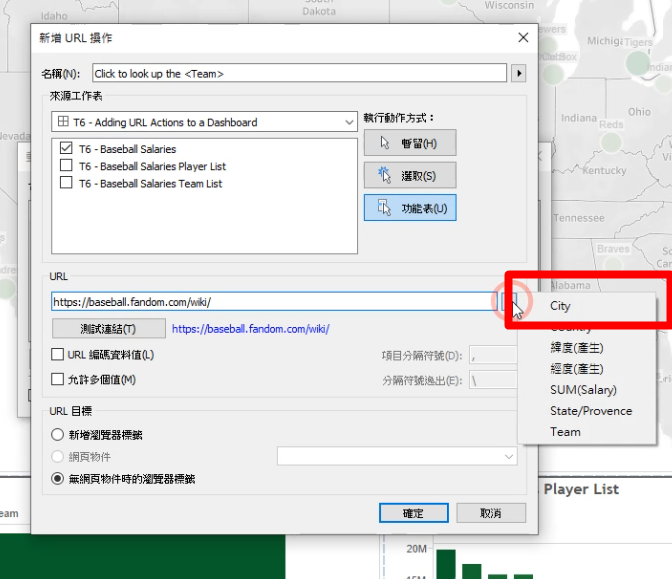 Idaho
Dakota
Wisconsin
新增 URL 操作
Michig
Tigers
名稱(N):
Click to look up the <Team>
India
來源工作表
T6 - Adding URL Actions to a Dashboard
執行動作方式：
Ohio
Indiana
Reds
T6 - Baseball Salaries
暫留(H)
T6 - Baseball Salaries Player List
T6 - Baseball Salaries Team List
選取(S)
Kentucky
功能表(U)
Tennessee
Braves
URL
Alabama
https://baseball.fandom.com/wiki/
City
測試連結(T)
https://baseball.fandom.com/wiki/
Country
URL 編碼資料值(L)
項目分隔符號(D):
,
緯度(產生)
允許多個值(M)
分隔符號逸出(E):
\
經度(產生)
SUM(Salary)
URL 目標
State/Provence
新增瀏覽器標籤
Team
網頁物件
無網頁物件時的瀏覽器標籤
Player List
確定
取消
eam
20M